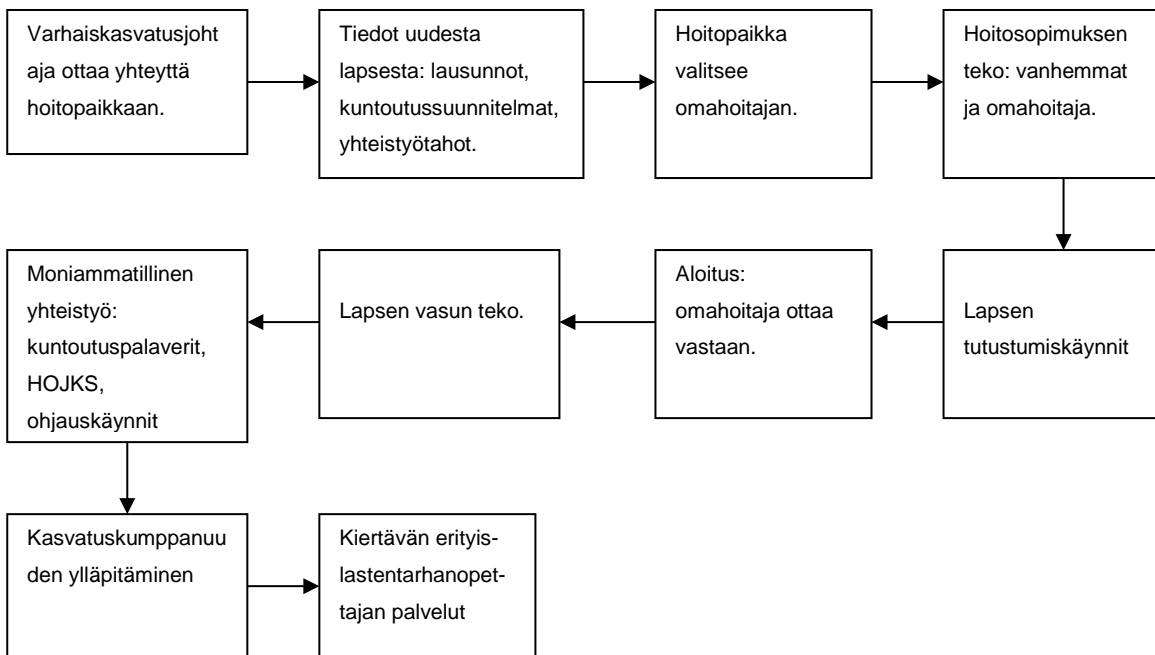 Varhaiskasvatusjoht
aja ottaa yhteyttä
hoitopaikkaan.
Tiedot uudesta
lapsesta: lausunnot,
kuntoutussuunnitelmat,
yhteistyötahot.
Hoitopaikka
valitsee
omahoitajan.
Hoitosopimuksen
teko: vanhemmat
ja omahoitaja.
Lapsen
tutustumiskäynnit
Aloitus:
omahoitaja ottaa
vastaan.
Lapsen vasun teko.
Moniammatillinen
yhteistyö:
kuntoutuspalaverit,
HOJKS,
ohjauskäynnit
Kasvatuskumppanuu
den ylläpitäminen
Kiertävän erityis-
lastentarhanopet-
tajan palvelut